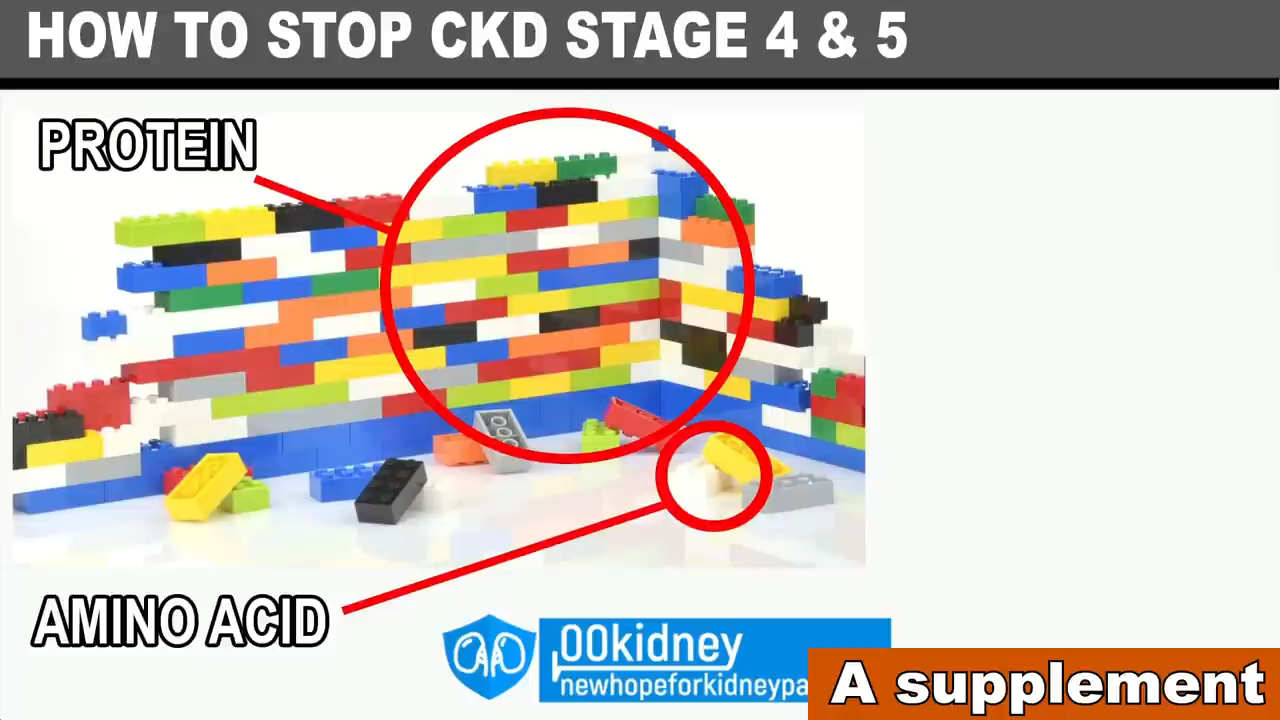 HOW TO STOP CKD STAGE 4 & 5
PROTEIN
AMINO ACID
00kidney
A supplement